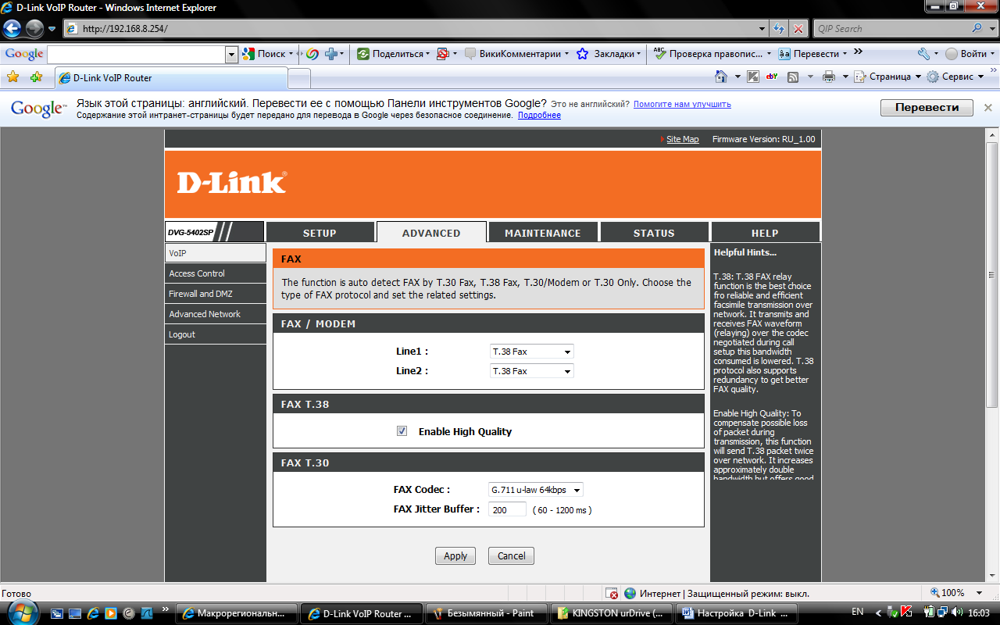 D-Link VoIP Router - Windows Internet Explorer
http://192.168.8.254/
QIP Search
Google
Поиск
Поделиться
ВикиКомментарии
Закладки
ABC Проверка правопис...
Перевести
Войти
D-Link VoIP Router
ebY
Страница
Сервис
Google™
Язык этой страницы: английский. Перевести ее с помощью Панели инструментов Google? Это не английский? Помогите нам улучшить
Содержание этой интранет-страницы будет передано для перевода в Google через безопасное соединение. Подробнее
Перевести
Site Map
Firmware Version: RU_1.00
D-Link®
DVG-5402SP
SETUP
ADVANCED
MAINTENANCE
STATUS
HELP
VoIP
Access Control
Firewall and DMZ
Advanced Network
Logout
FAX
The function is auto detect FAX by T.30 Fax, T.38 Fax, T.30/Modem or T.30 Only. Choose the
type of FAX protocol and set the related settings.
FAX / MODEM
Line1 : T.38 Fax
Line2 : T.38 Fax
FAX T.38
Enable High Quality
FAX T.30
FAX Codec : G.711 u-law 64kbps
FAX Jitter Buffer : 200 ( 60 - 1200 ms )
Apply
Cancel
Helpful Hints...
T.38: T.38 FAX relay
function is the best choice
fro reliable and efficient
facsimile transmission over
network. It transmits and
receives FAX waveform
(relaying) over the codec
negotiated during call
setup this bandwidth
consumed is lowered. T.38
protocol also supports
redundancy to get better
FAX quality.
Enable High Quality: To
compensate possible loss
of packet during
transmission, this function
will send T.38 packet twice
over network. It increases
approximately double
bandwidth but offers good
Готово
Интернет | Защищенный режим: выкл.
100%
Макрорегиональн...
D-Link VoIP Router ...
Безымянный - Paint
KINGSTON urDrive (...
Настройка D-Link ...
EN
16:03